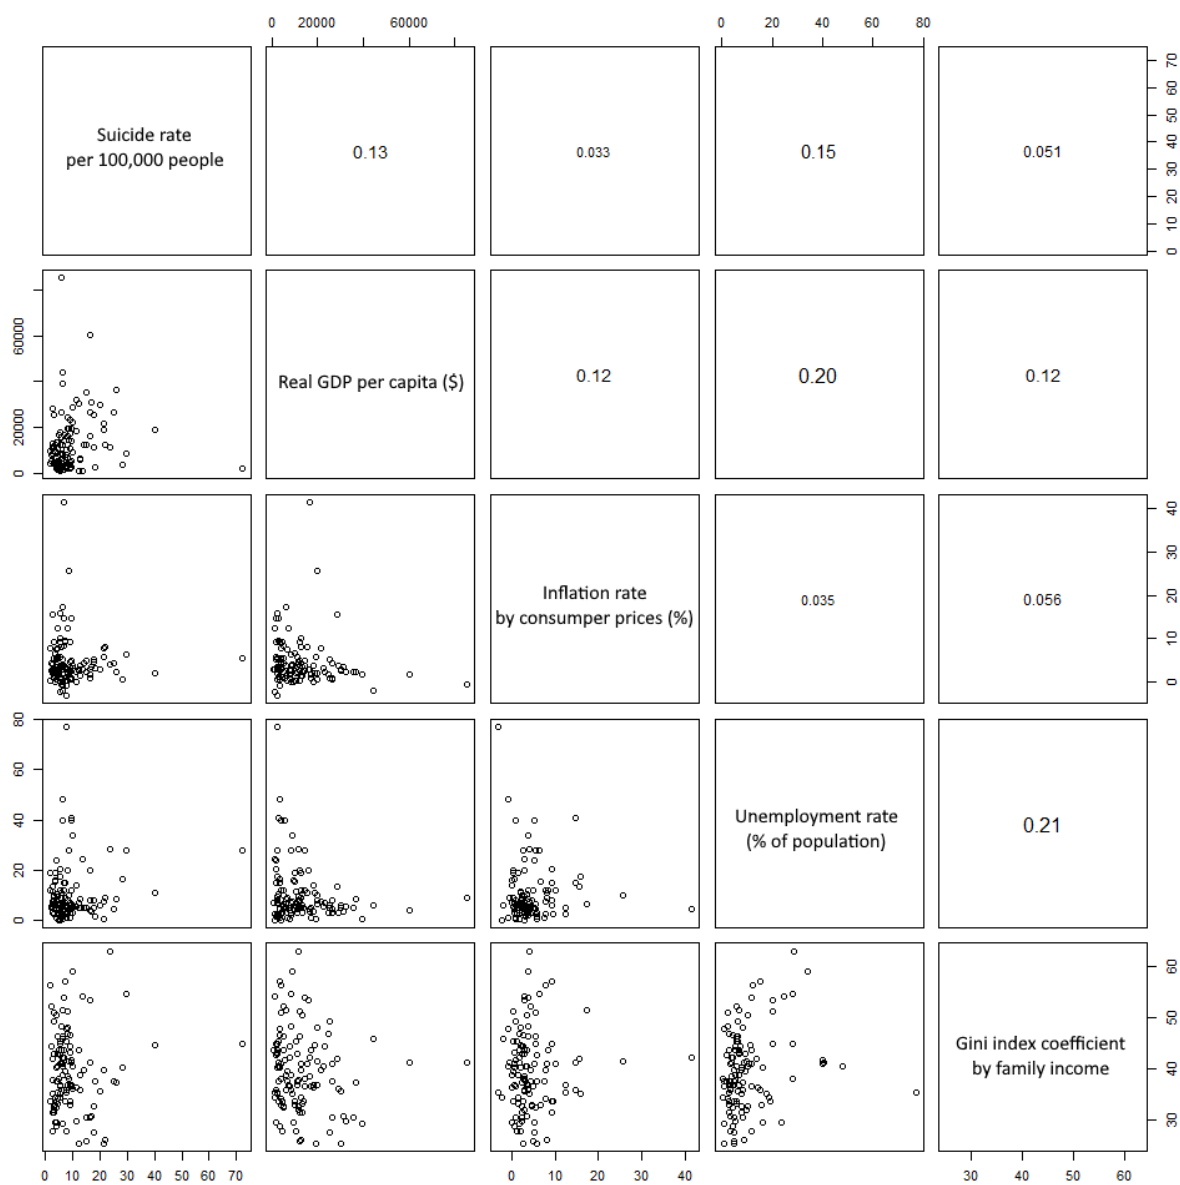 0 20000 60000
0 20 40 60 80
Suicide rate
per 100,000 people
0.13
0.033
0.15
0.051
70
60
50
40
30
20
10
0
60000
20000
0
Real GDP per capita ($)
0.12
0.20
0.12
Inflation rate
by consumper prices (%)
0.035
0.056
40
30
20
10
0
80
60
40
20
0
Unemployment rate
(% of population)
0.21
Gini index coefficient
by family income
60
50
40
30
0 10 20 30 40 50 60 70
0 10 20 30 40
30 40 50 60